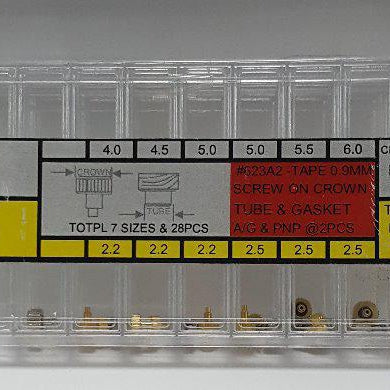 4.0 4.5 5.0 5.0 5.5 6.0
CROWN
TUBE
TOTPL 7 SIZES & 28PCS
#623A2 -TAPE 0.9MM
SCREW ON CROWN
TUBE & GASKET
A/G & PNP @2PCS
2.2 2.2 2.2 2.5 2.5 2.5